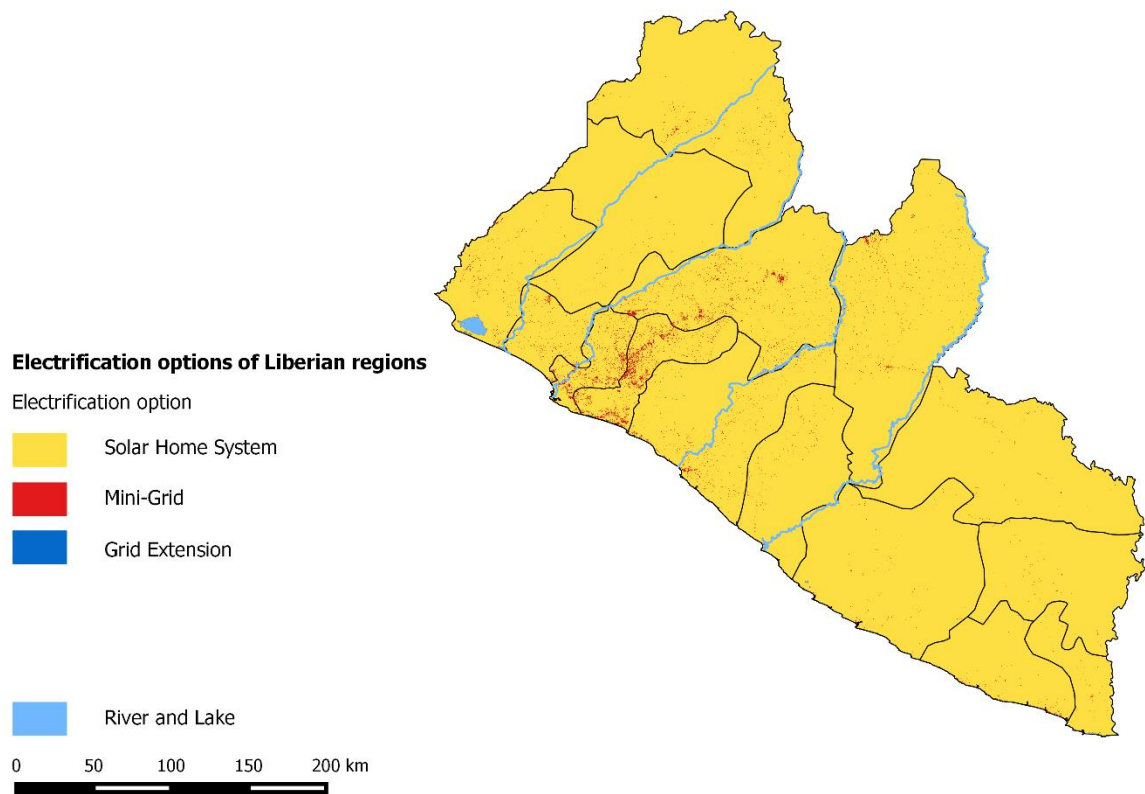 Electrification options of Liberian regions
Electrification option
Solar Home System
Mini-Grid
Grid Extension
River and Lake
0 50 100 150 200 km